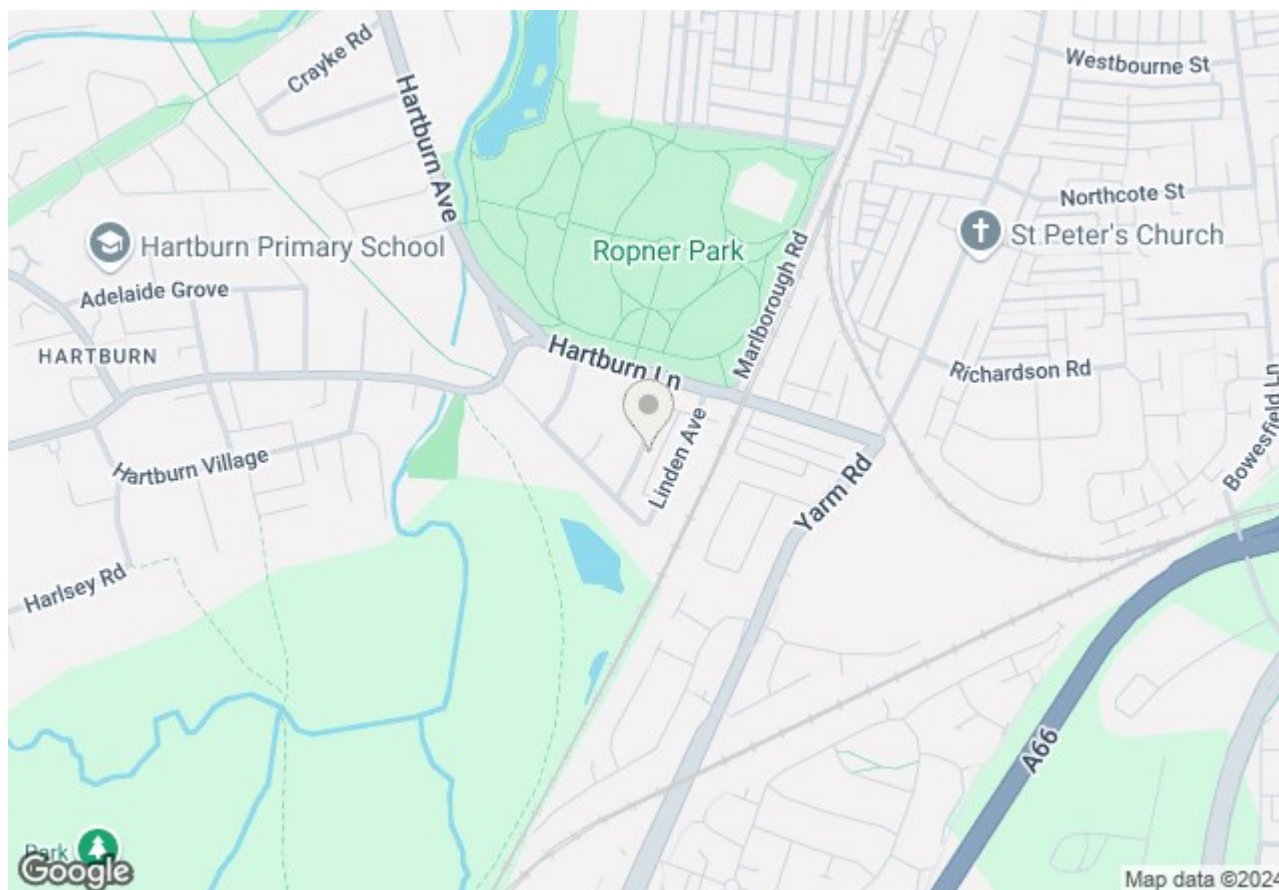 Crayke Rd
Hartburn Ave
Westbourne St
Northcote St
Hartburn Primary School
Ropner Park
St Peter's Church
Marlborough Rd
Adelaide Grove
HARTBURN
Hartburn Ln
Richardson Rd
Linden Ave
Bowesfield Ln
Hartburn Village
Yarm Rd
Harlsey Rd
A66
Park
Google
Map data ©2024